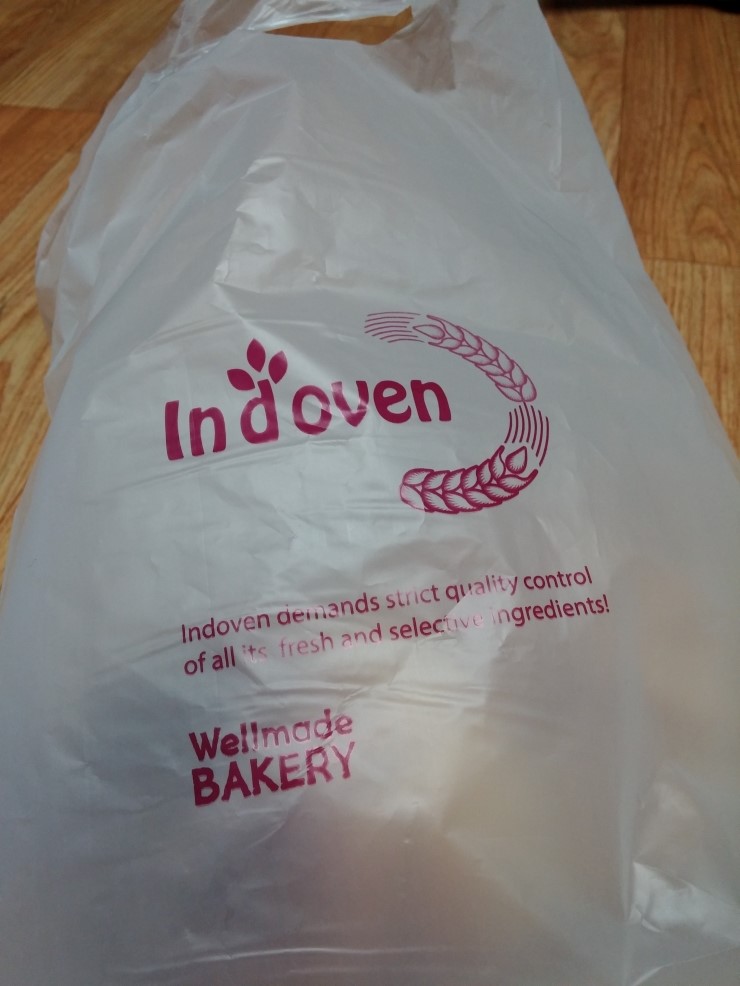 Indoven
Indoven demands strict quality control
of all its fresh and selective ingredients!
Wellmade
BAKERY